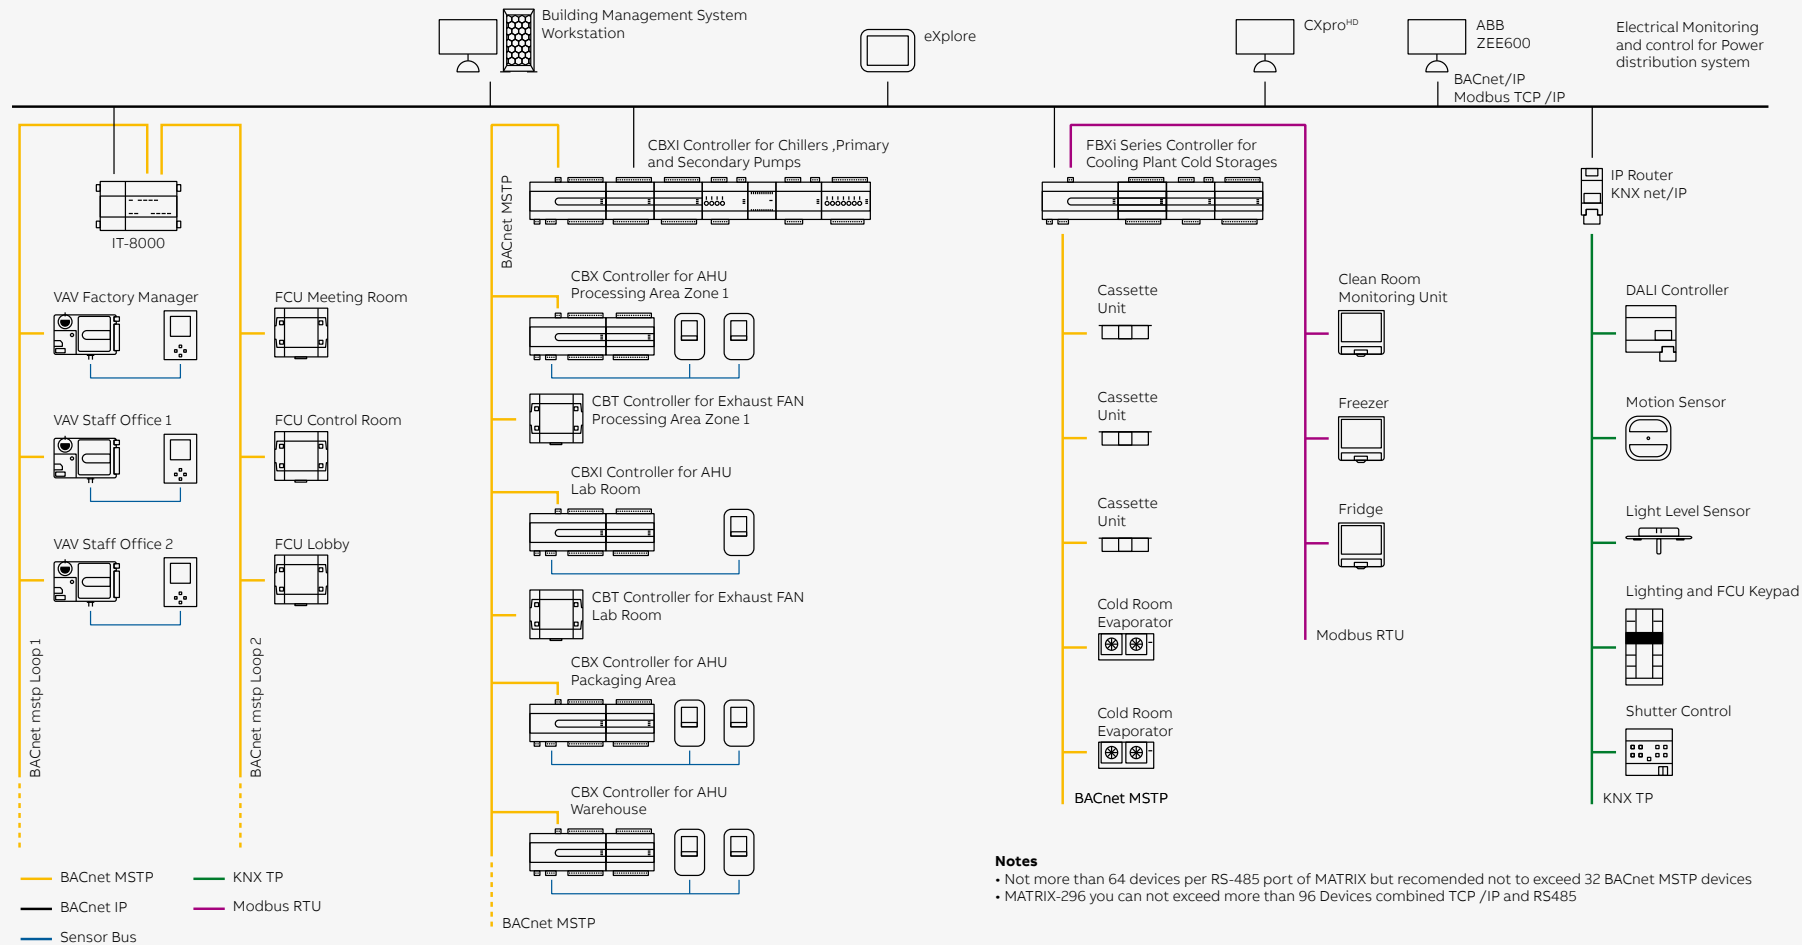 Building Management System
Workstation
eXplore
CXproHD
ABB
ZEE600
Electrical Monitoring
and control for Power
distribution system
BACnet/IP
Modbus TCP /IP
IT-8000
VAV Factory Manager
VAV Staff Office 1
VAV Staff Office 2
BACnet mstp Loop 1
FCU Meeting Room
FCU Control Room
FCU Lobby
BACnet mstp Loop 2
BACnet MSTP
CBXI Controller for Chillers ,Primary
and Secondary Pumps
CBX Controller for AHU
Processing Area Zone 1
CBT Controller for Exhaust FAN
Processing Area Zone 1
CBXI Controller for AHU
Lab Room
CBT Controller for Exhaust FAN
Lab Room
CBX Controller for AHU
Packaging Area
CBX Controller for AHU
Warehouse
BACnet MSTP
FBXi Series Controller for
Cooling Plant Cold Storages
Cassette
Unit
Cassette
Unit
Cassette
Unit
Cold Room
Evaporator
Cold Room
Evaporator
BACnet MSTP
Clean Room
Monitoring Unit
Freezer
Fridge
Modbus RTU
IP Router
KNX net/IP
DALI Controller
Motion Sensor
Light Level Sensor
Lighting and FCU Keypad
Shutter Control
KNX TP
BACnet MSTP
BACnet IP
Sensor Bus
KNX TP
Modbus RTU
Notes
• Not more than 64 devices per RS-485 port of MATRIX but recomended not to exceed 32 BACnet MSTP devices
• MATRIX-296 you can not exceed more than 96 Devices combined TCP /IP and RS485